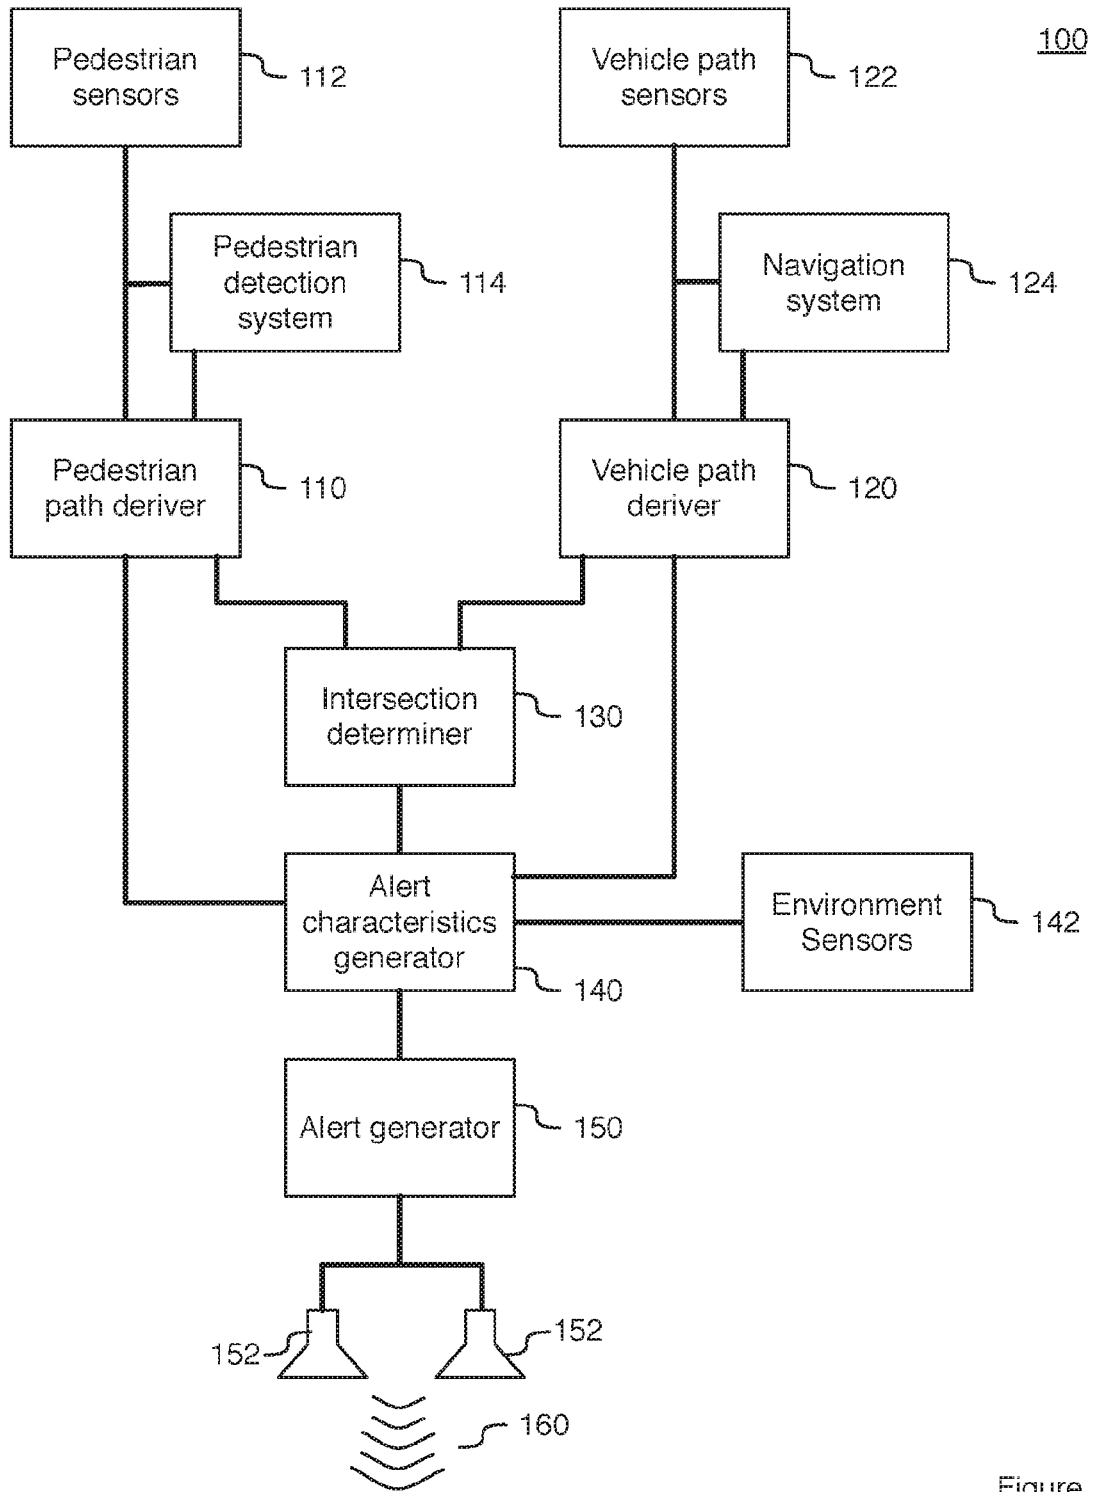 100
Pedestrian
sensors
112
Vehicle path
sensors
122
Pedestrian
detection
system
114
Navigation
system
124
Pedestrian
path deriver
110
Vehicle path
deriver
120
Intersection
determiner
130
Alert
characteristics
generator
140
Environment
Sensors
142
Alert generator
150
152
152
160
Figure